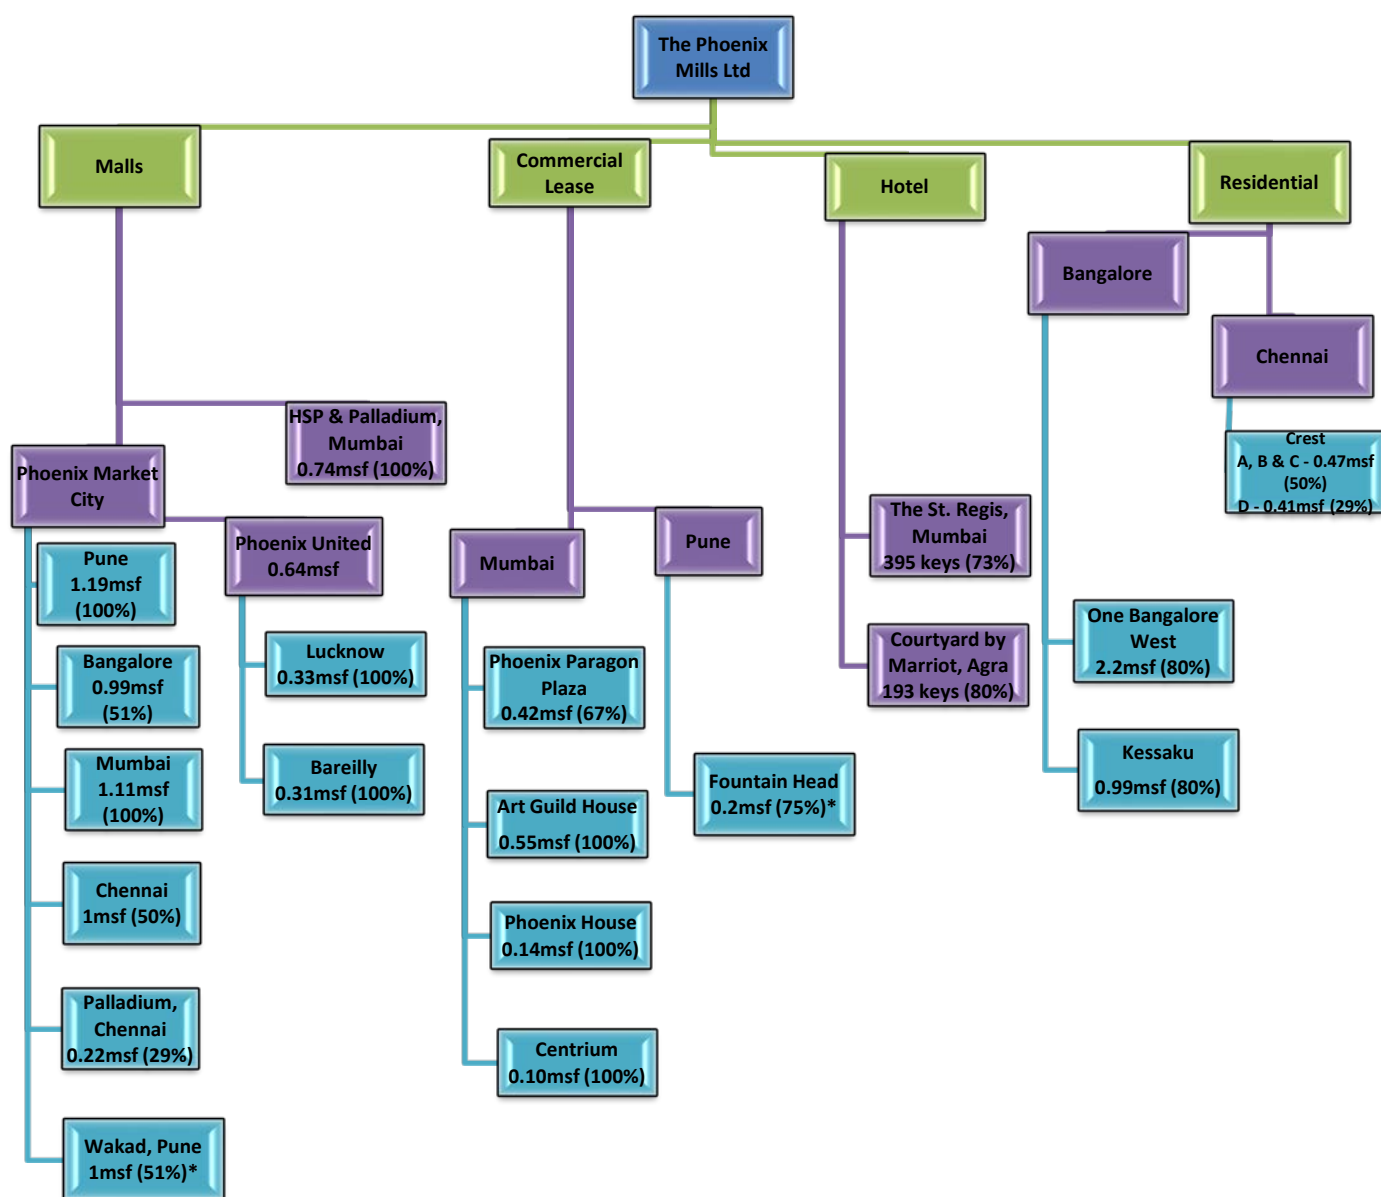 The Phoenix
Mills Ltd
Malls
Commercial
Lease
Hotel
Residential
Bangalore
Chennai
HSP & Palladium,
Mumbai
0.74msf (100%)
Phoenix Market
City
Crest
A, B & C - 0.47msf
(50%)
D - 0.41msf (29%)
Phoenix United
0.64msf
Mumbai
Pune
The St. Regis,
Mumbai
395 keys (73%)
Pune
1.19msf
(100%)
Bangalore
0.99msf
(51%)
Mumbai
1.11msf
(100%)
Chennai
1msf (50%)
Palladium,
Chennai
0.22msf (29%)
Wakad, Pune
1msf (51%)*
Lucknow
0.33msf (100%)
Bareilly
0.31msf (100%)
Phoenix Paragon
Plaza
0.42msf (67%)
Art Guild House
0.55msf (100%)
Phoenix House
0.14msf (100%)
Centrium
0.10msf (100%)
Fountain Head
0.2msf (75%)*
Courtyard by
Marriot, Agra
193 keys (80%)
One Bangalore
West
2.2msf (80%)
Kessaku
0.99msf (80%)